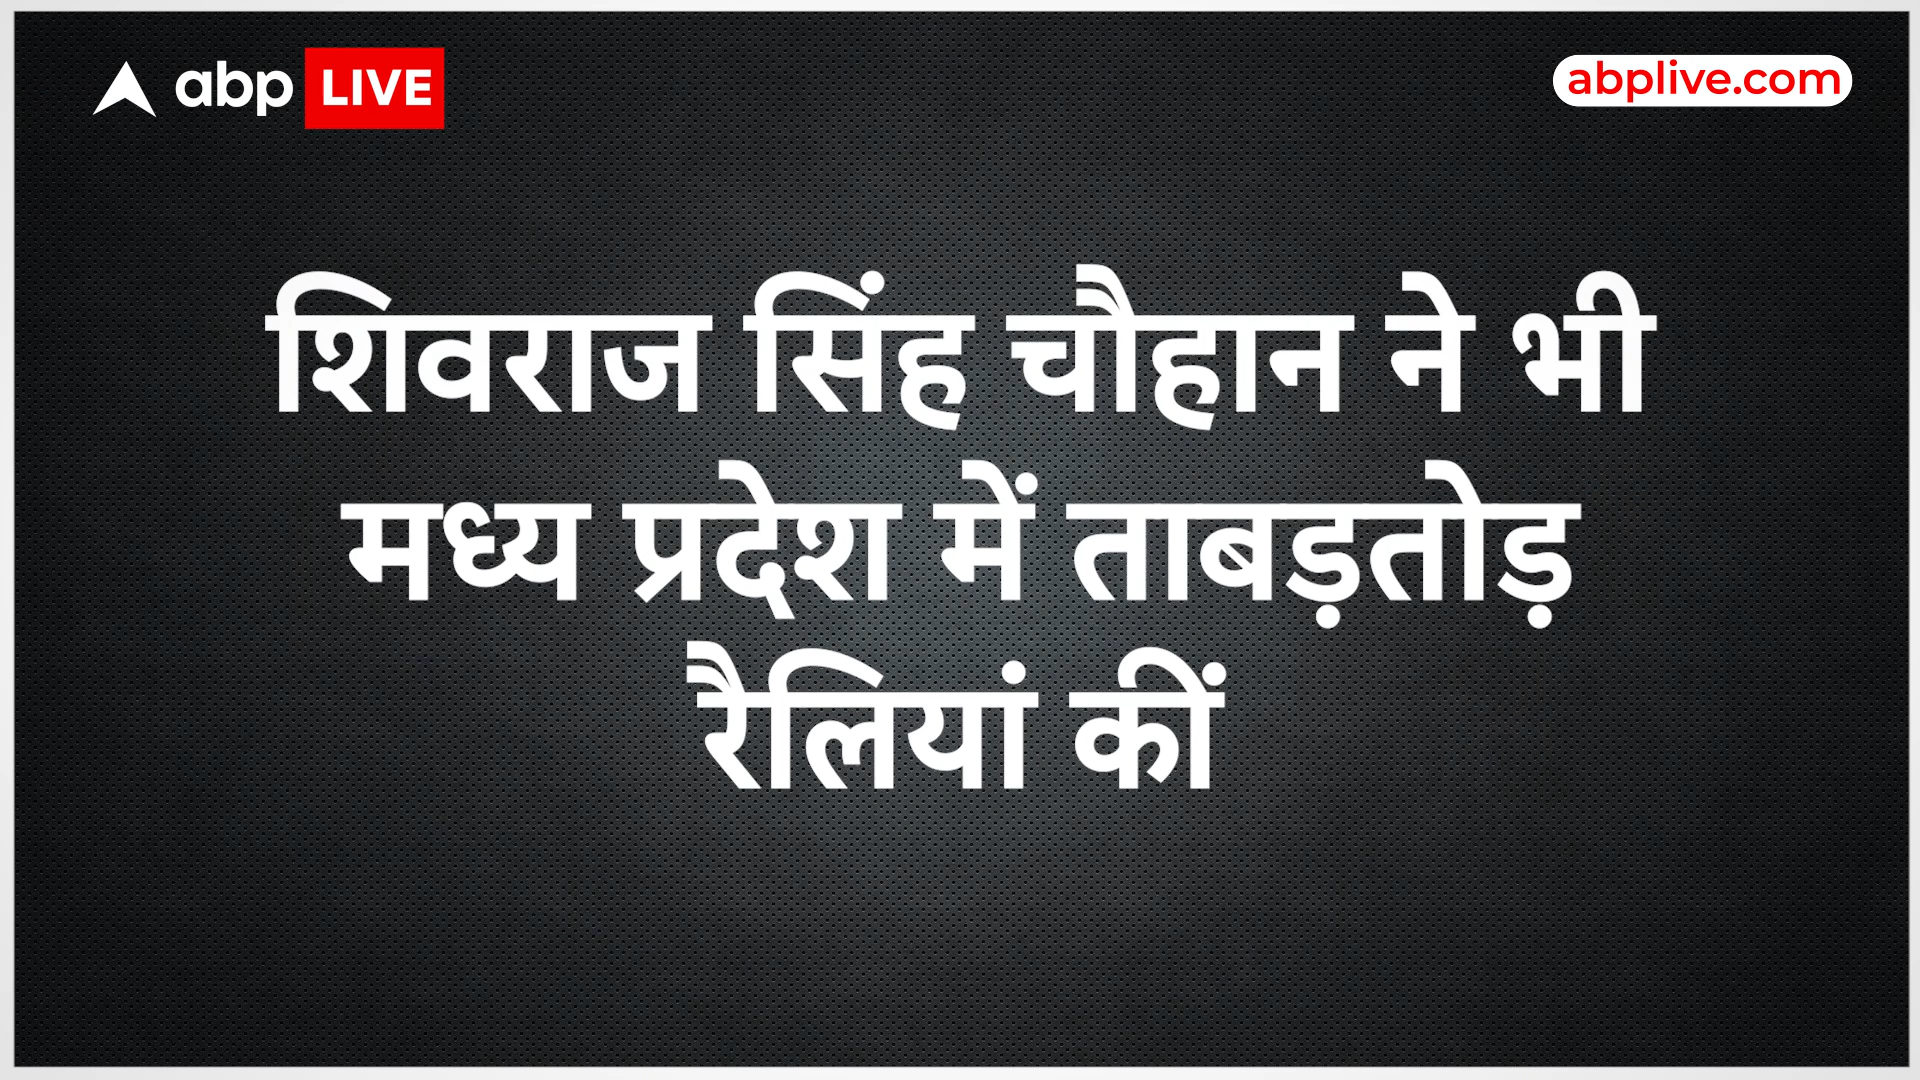 abp LIVE
abplive.com
शिवराज सिंह चौहान ने भी
मध्य प्रदेश में ताबड़तोड़
रैलियां कीं